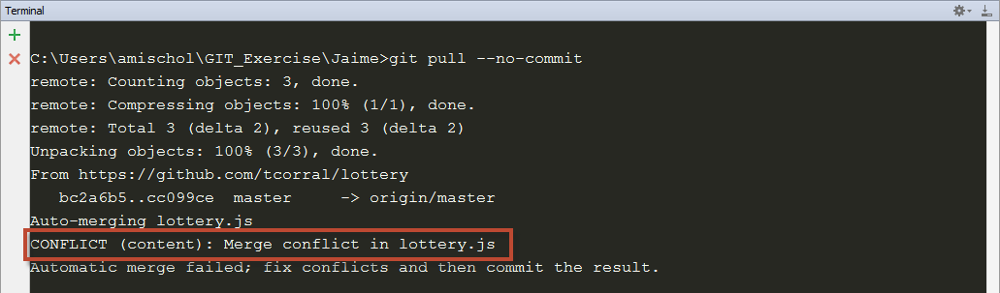 Terminal
C:\Users\amischol\GIT_Exercise\Jaime>git pull --no-commit
remote: Counting objects: 3, done.
remote: Compressing objects: 100% (1/1), done.
remote: Total 3 (delta 2), reused 3 (delta 2)
Unpacking objects: 100% (3/3), done.
From https://github.com/tcorral/lottery
   bc2a6b5..cc099ce  master     -> origin/master
Auto-merging lottery.js
CONFLICT (content): Merge conflict in lottery.js
Automatic merge failed; fix conflicts and then commit the result.